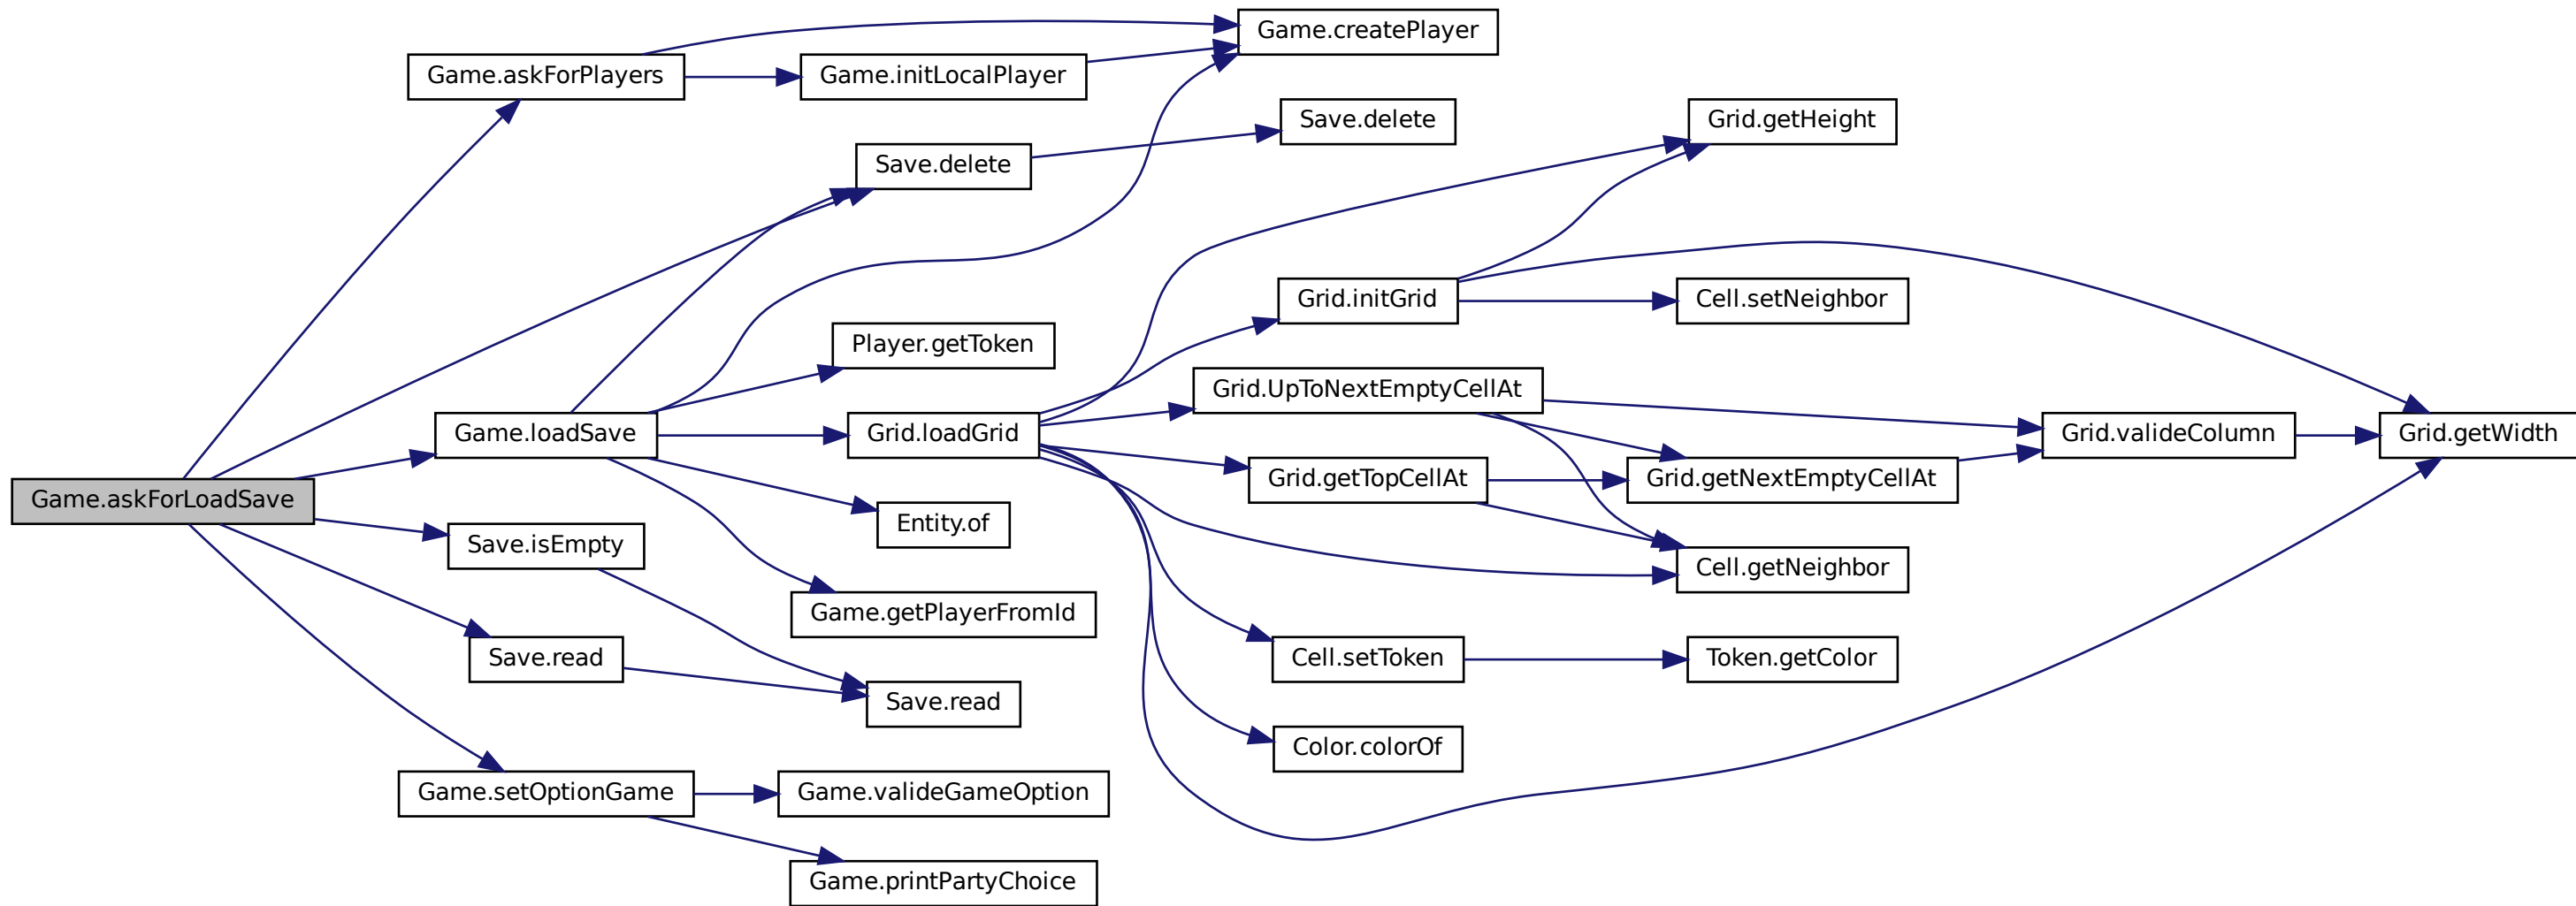 Game.createPlayer
Game.askForPlayers
Game.initLocalPlayer
Save.delete
Grid.getHeight
Save.delete
Grid.initGrid
Cell.setNeighbor
Player.getToken
Grid.UpToNextEmptyCellAt
Game.loadSave
Grid.loadGrid
Grid.valideColumn
Grid.getWidth
Grid.getTopCellAt
Grid.getNextEmptyCellAt
Game.askForLoadSave
Entity.of
Save.isEmpty
Cell.getNeighbor
Game.getPlayerFromId
Save.read
Cell.setToken
Token.getColor
Save.read
Color.colorOf
Game.setOptionGame
Game.valideGameOption
Game.printPartyChoice